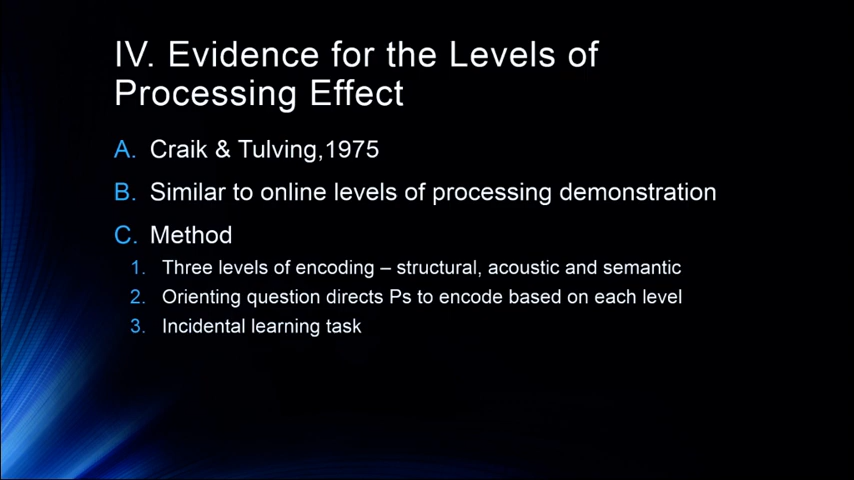 IV. Evidence for the Levels of
Processing Effect
A. Craik & Tulving,1975
B. Similar to online levels of processing demonstration
C. Method
1. Three levels of encoding – structural, acoustic and semantic
2. Orienting question directs Ps to encode based on each level
3. Incidental learning task